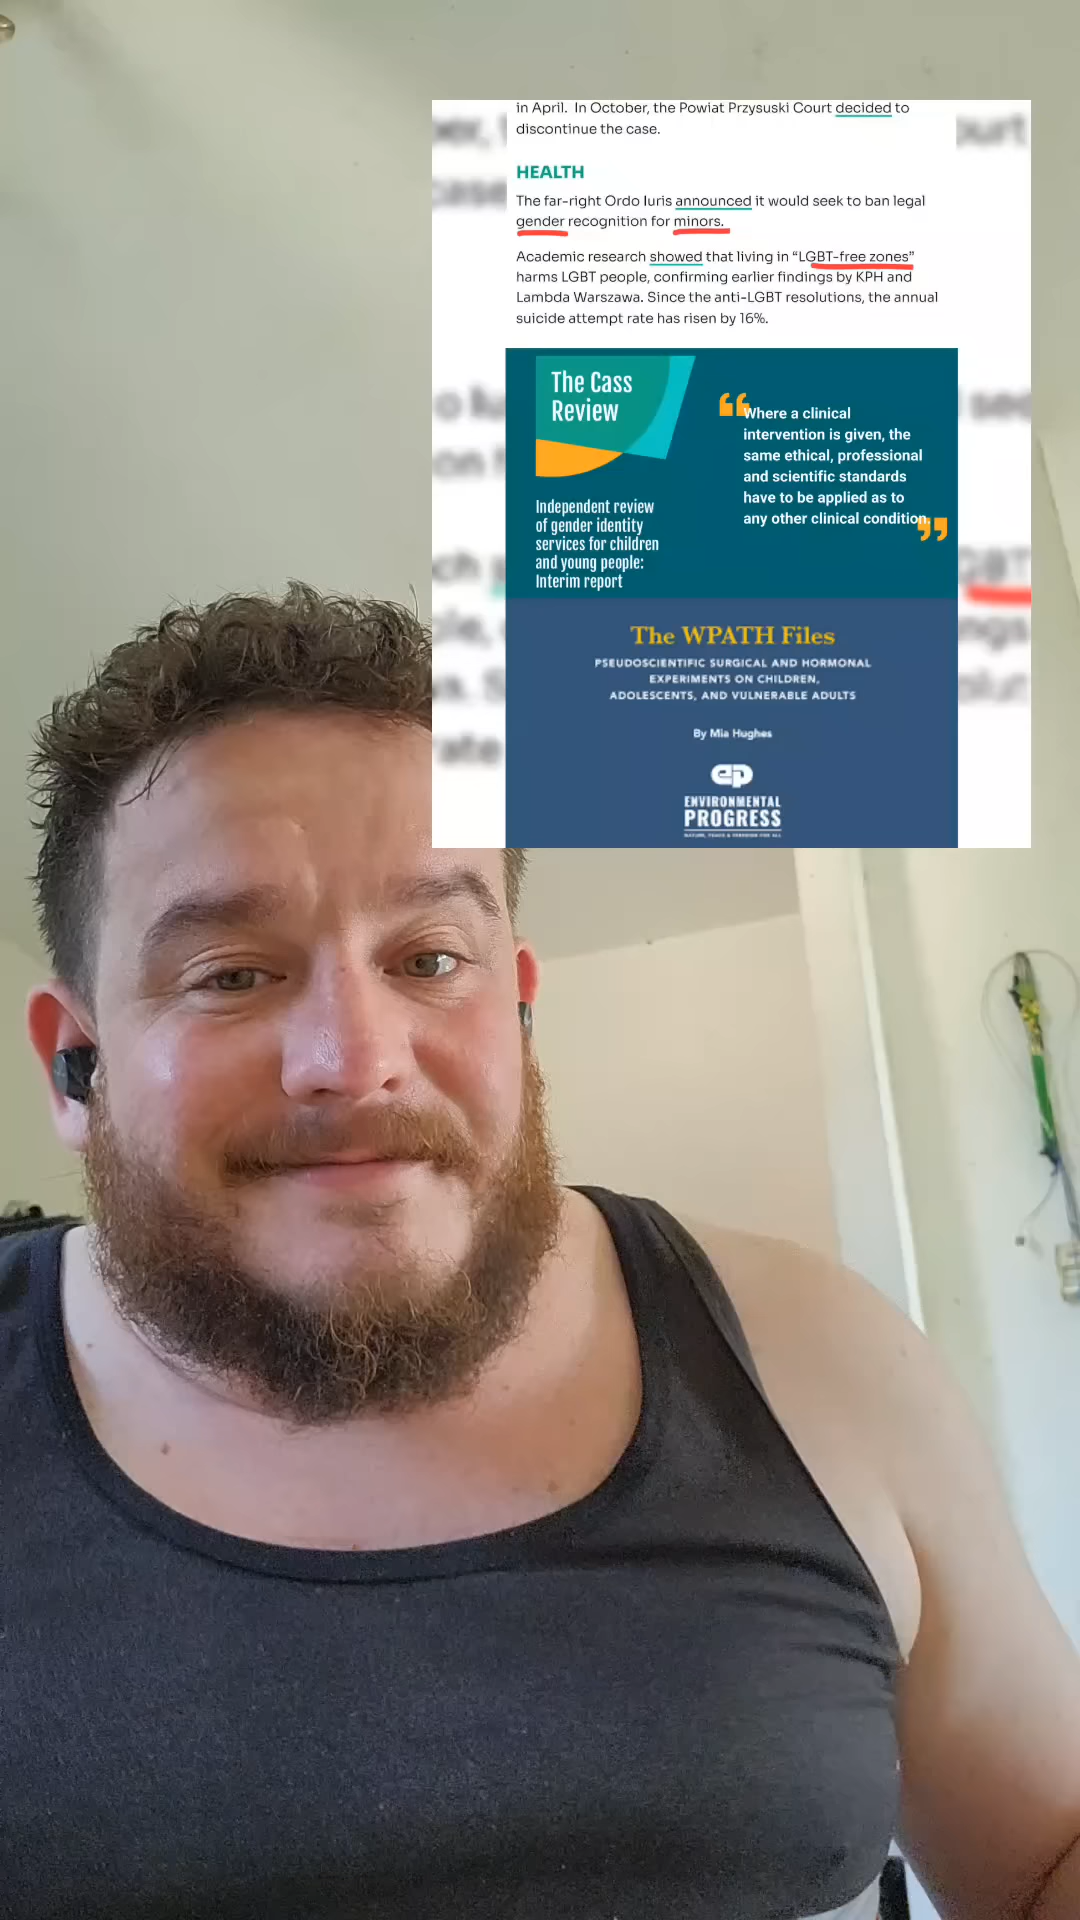 in April. In October, the Powiat Przysuski Court decided to
discontinue the case.
HEALTH
The far-right Ordo Iuris announced it would seek to ban legal
gender recognition for minors.
Academic research showed that living in “LGBT-free zones”
harms LGBT people, confirming earlier findings by KPH and
Lambda Warszawa. Since the anti-LGBT resolutions, the annual
suicide attempt rate has risen by 16%.
The Cass
Review
Independent review
of gender identity
services for children
and young people:
Interim report
“Where a clinical
intervention is given, the
same ethical, professional
and scientific standards
have to be applied as to
any other clinical condition.”
The WPATH Files
PSEUDOSCIENTIFIC SURGICAL AND HORMONAL
EXPERIMENTS ON CHILDREN,
ADOLESCENTS, AND VULNERABLE ADULTS
By Mia Hughes
ep
ENVIRONMENTAL
PROGRESS